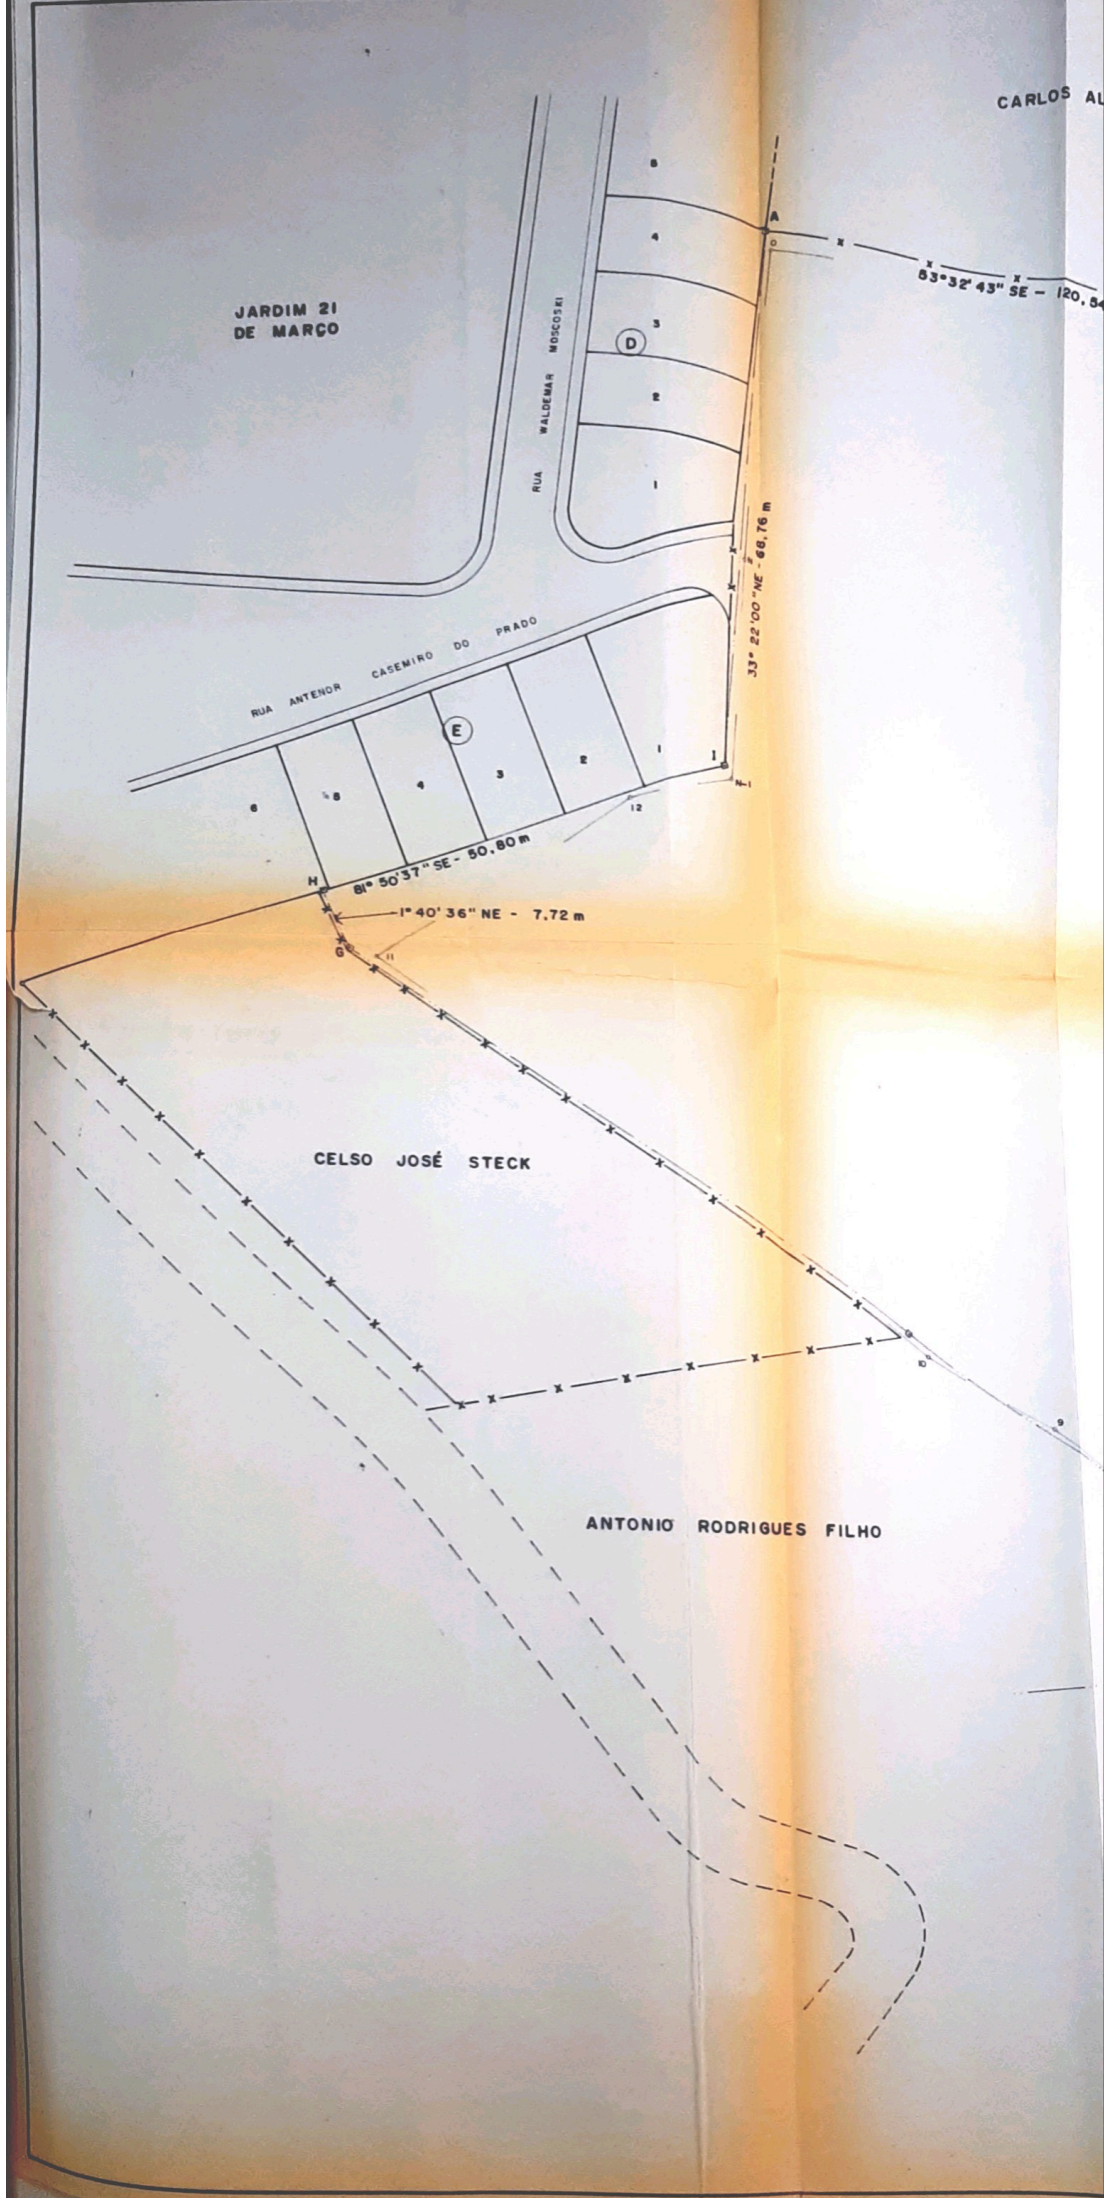 CARLOS AL
5
A
O
4
53°32'43" SE - 120,54
JARDIM 21
DE MARÇO
3
D
RUA WALDEMAR MOSCOSKI
2
1
33° 22'00" NE - 68,76 m
RUA ANTENOR CASEMIRO DO PRADO
E
1
I
2
3
4
5
6
12
81° 50'37" SE - 50,80 m
H
1° 40'36" NE - 7,72 m
G
11
CELSO JOSÉ STECK
10
9
ANTONIO RODRIGUES FILHO